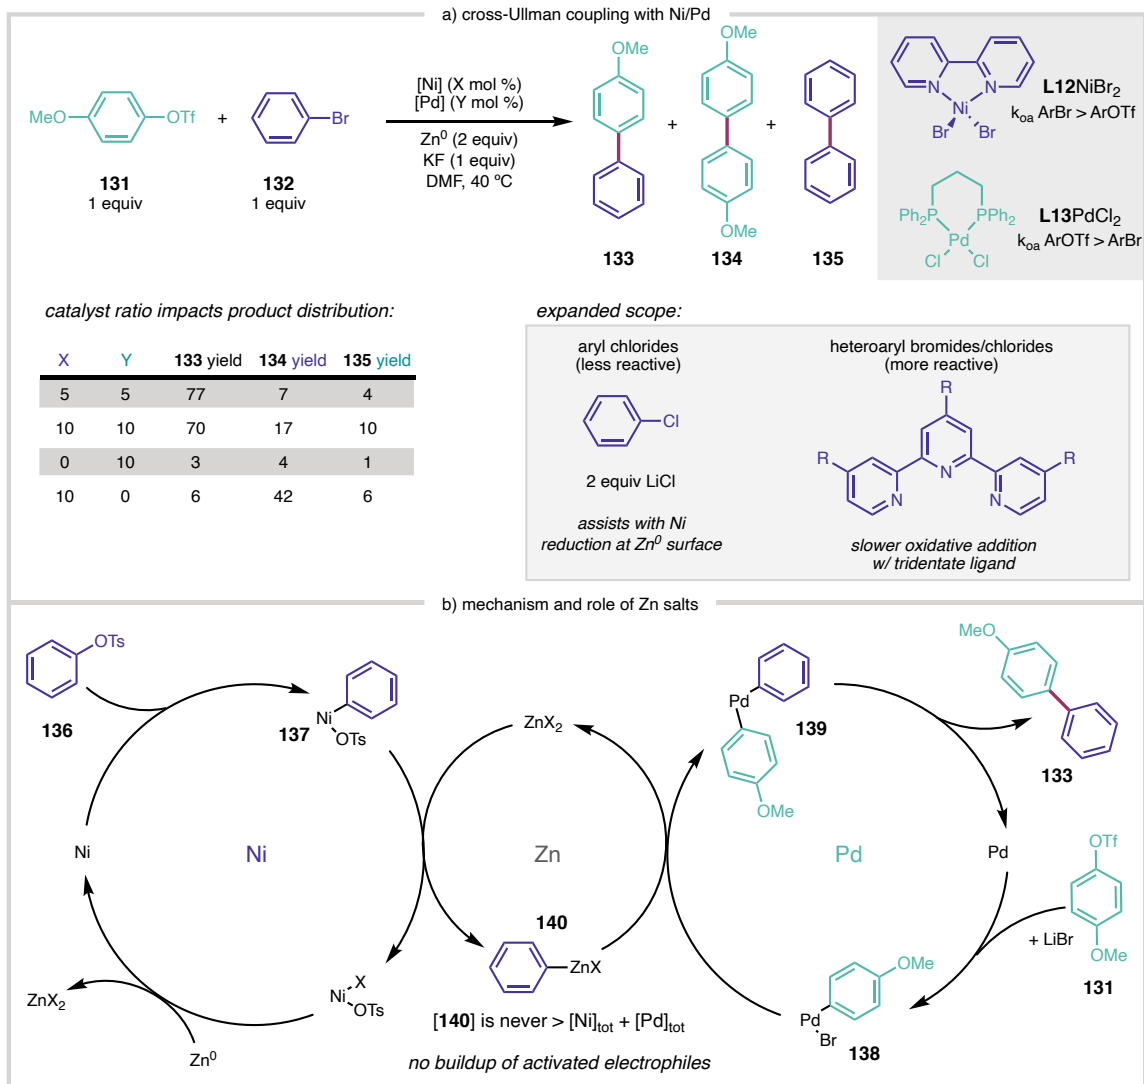 a) cross-Ullman coupling with Ni/Pd
MeO
OTf
131
1 equiv
+
Br
132
1 equiv
[Ni] (X mol %)
[Pd] (Y mol %)
Zn⁰ (2 equiv)
KF (1 equiv)
DMF, 40 ºC
OMe
133
+
OMe
OMe
134
+
135
N
N
Ni
Br
Br
L12NiBr₂
kₒₐ ArBr > ArOTf
Ph₂P
PPh₂
Pd
Cl
Cl
L13PdCl₂
kₒₐ ArOTf > ArBr
catalyst ratio impacts product distribution:
X Y 133 yield 134 yield 135 yield
5 5 77 7 4
10 10 70 17 10
0 10 3 4 1
10 0 6 42 6
expanded scope:
aryl chlorides
(less reactive)
Cl
2 equiv LiCl
assists with Ni
reduction at Zn⁰ surface
heteroaryl bromides/chlorides
(more reactive)
R
R
R
N
N
N
slower oxidative addition
w/ tridentate ligand
b) mechanism and role of Zn salts
OTs
136
Ni
OTs
137
Ni
Ni
Ni
X
OTs
ZnX₂
Zn⁰
ZnX₂
Zn
140
ZnX
[140] is never > [Ni]tot + [Pd]tot
no buildup of activated electrophiles
Pd
OMe
139
MeO
133
Pd
Pd
OTf
OMe
131
+ LiBr
OMe
Pd
Br
138